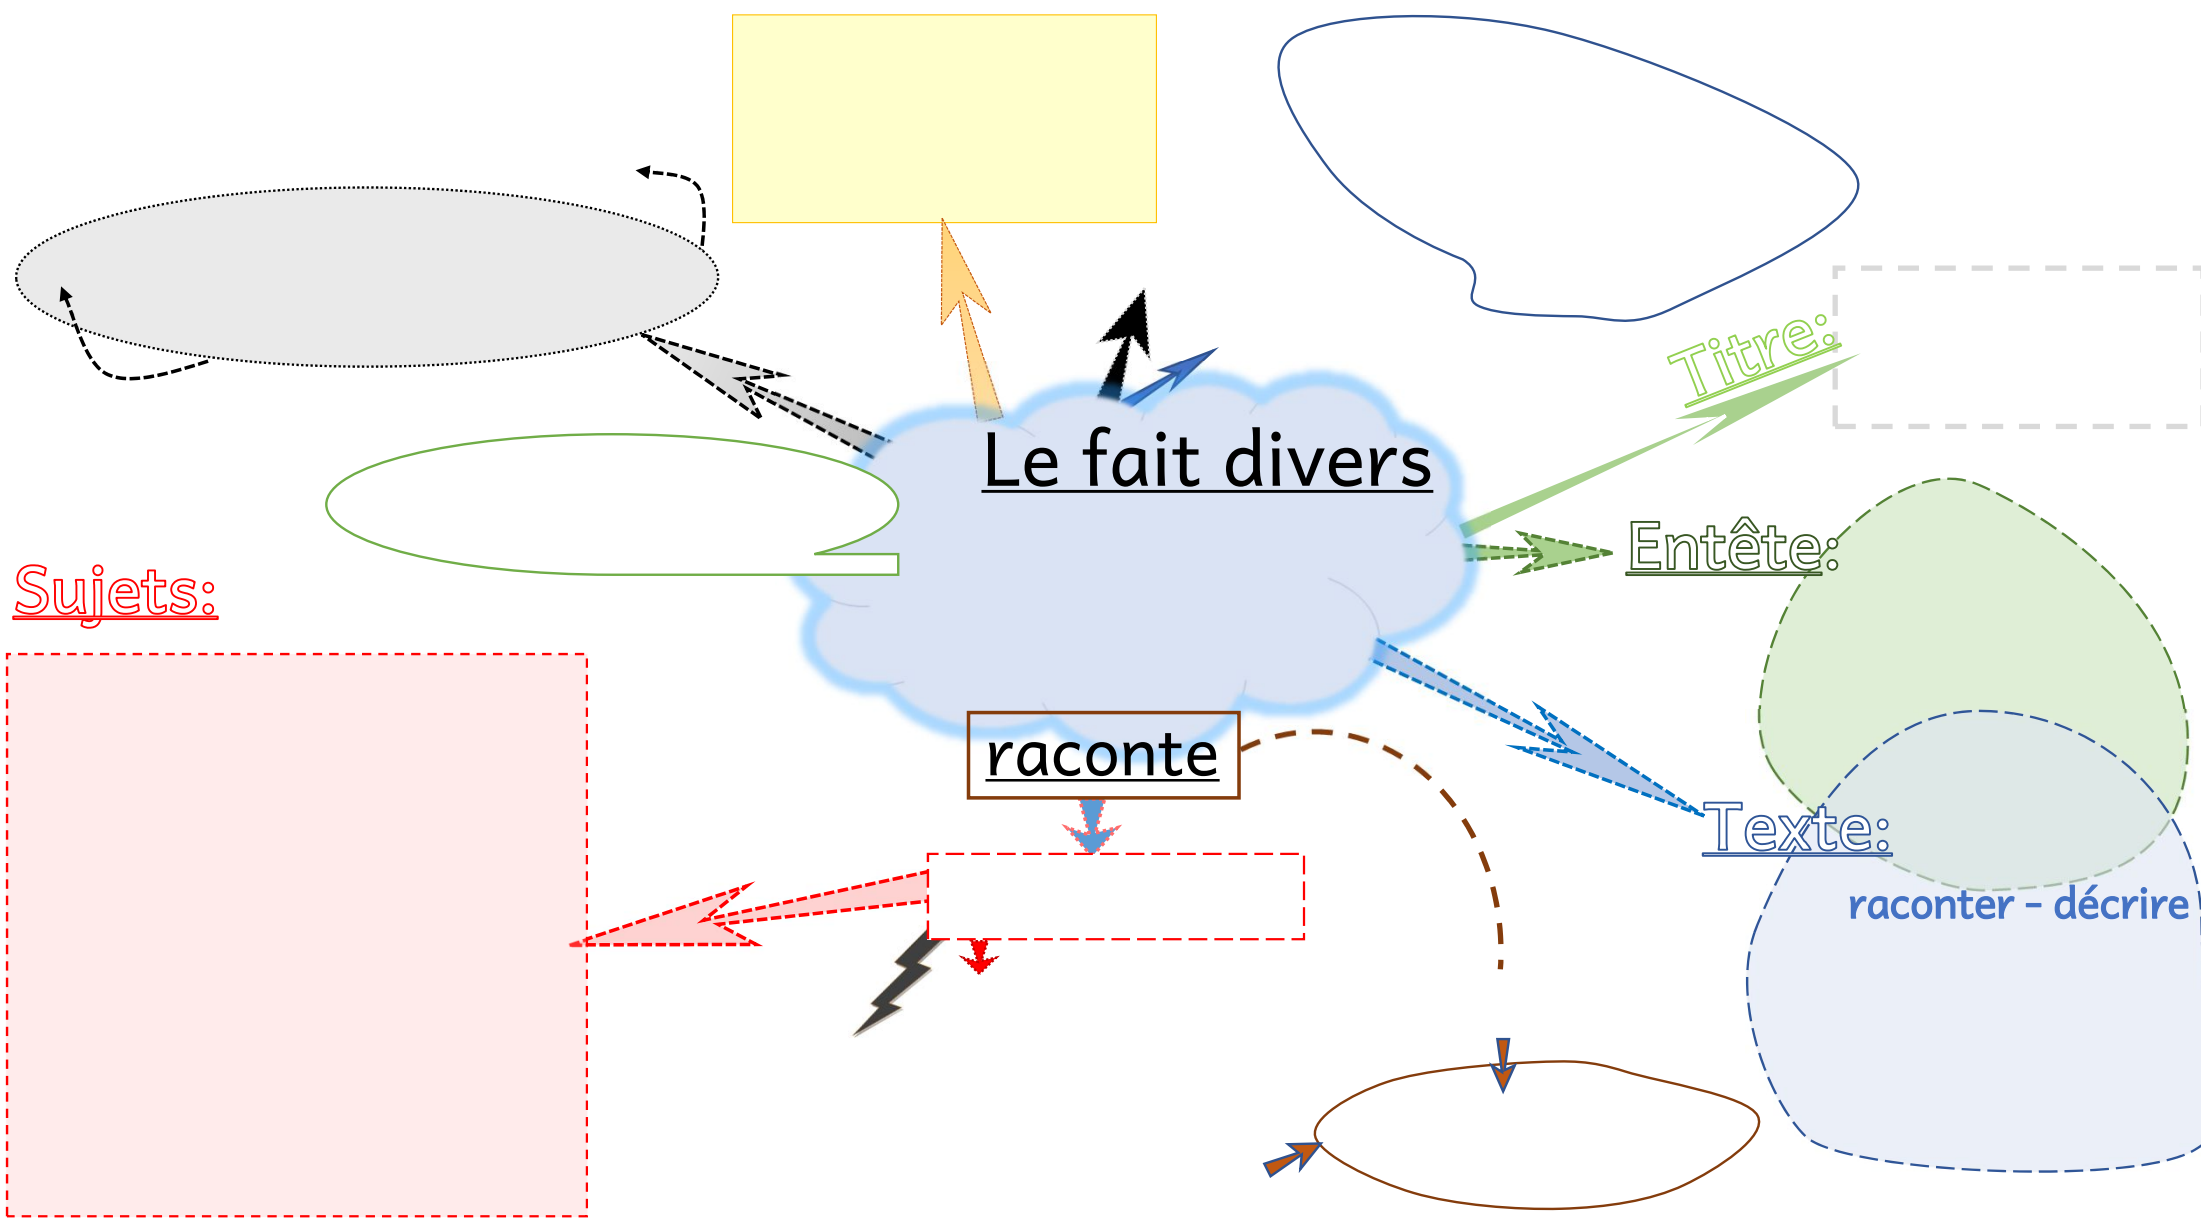 Le fait divers
Titre:
Entête:
Sujets:
raconte
Texte:
raconter - décrire